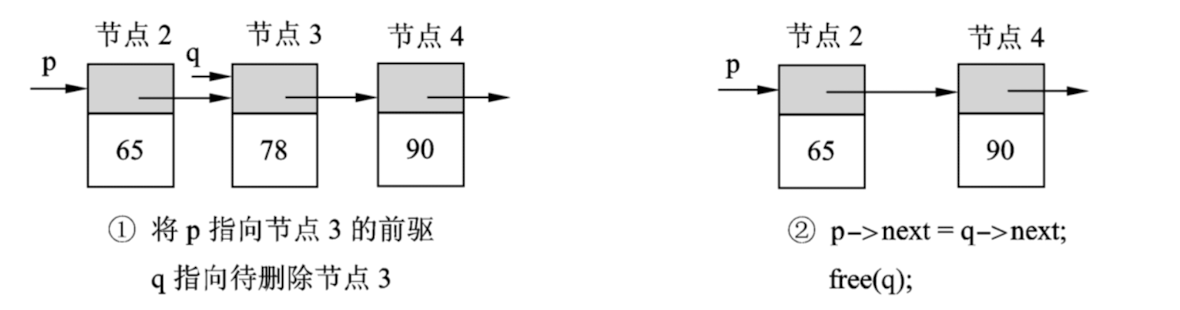 节点 2 节点 3 节点 4
p q
65 78 90
① 将 p 指向节点 3 的前驱
q 指向待删除节点 3
节点 2 节点 4
p
65 90
② p->next = q->next;
free(q);